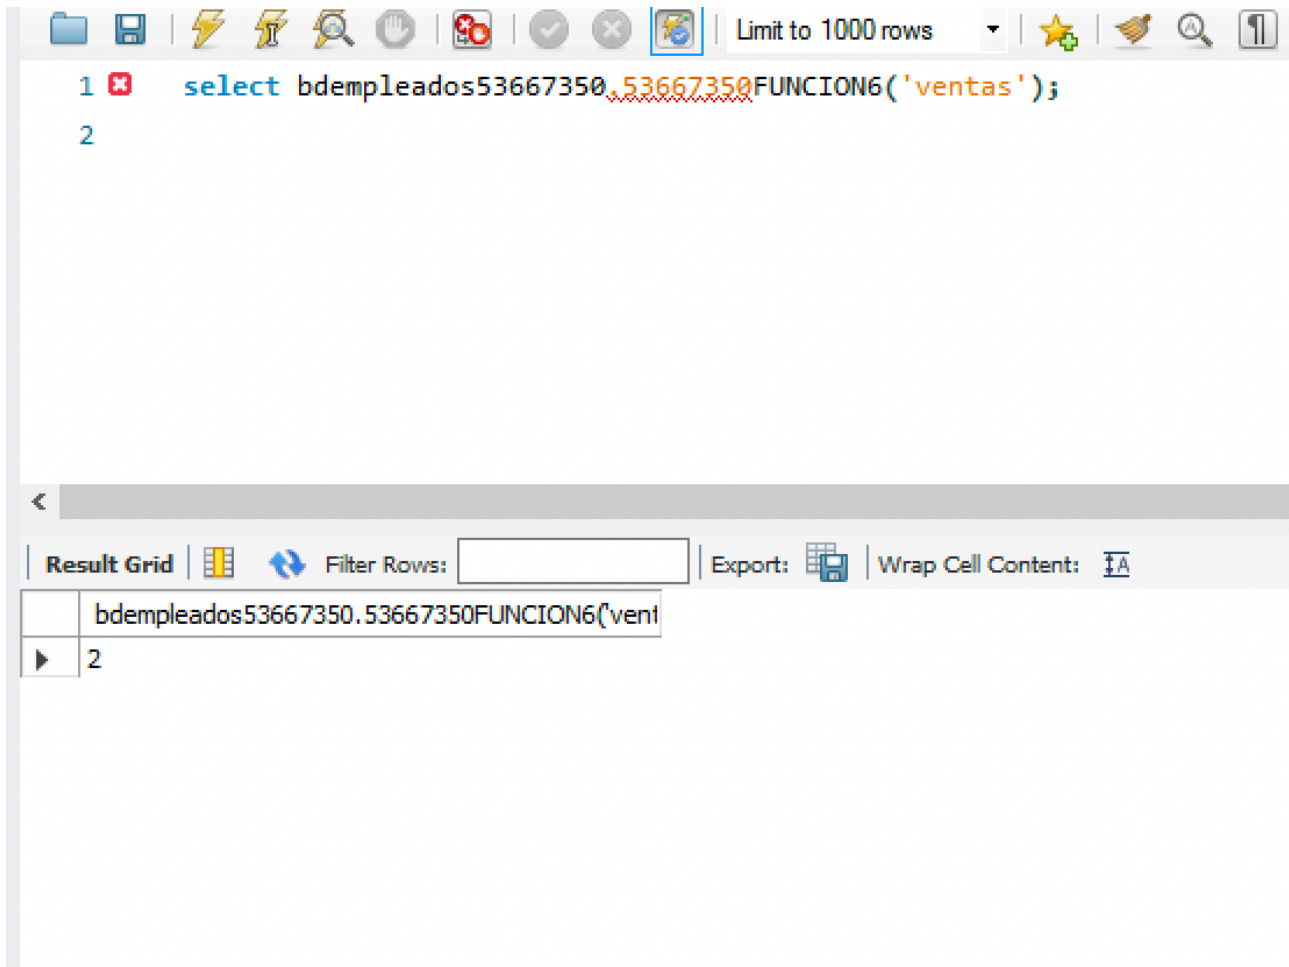 Limit to 1000 rows
1 select bdempleados53667350.53667350FUNCION6('ventas');
2
Result Grid Filter Rows: Export: Wrap Cell Content: IA
bdempleados53667350.53667350FUNCION6('vent
2